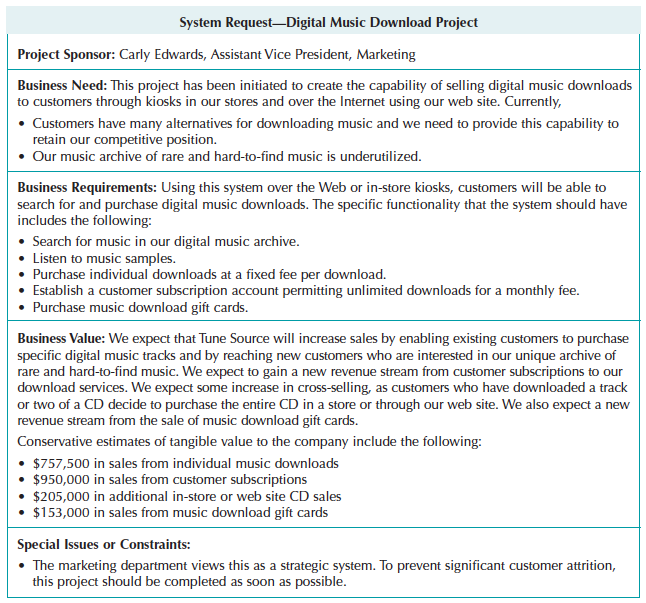 System Request—Digital Music Download Project
Project Sponsor: Carly Edwards, Assistant Vice President, Marketing
Business Need: This project has been initiated to create the capability of selling digital music downloads
to customers through kiosks in our stores and over the Internet using our web site. Currently,
• Customers have many alternatives for downloading music and we need to provide this capability to
retain our competitive position.
• Our music archive of rare and hard-to-find music is underutilized.
Business Requirements: Using this system over the Web or in-store kiosks, customers will be able to
search for and purchase digital music downloads. The specific functionality that the system should have
includes the following:
• Search for music in our digital music archive.
• Listen to music samples.
• Purchase individual downloads at a fixed fee per download.
• Establish a customer subscription account permitting unlimited downloads for a monthly fee.
• Purchase music download gift cards.
Business Value: We expect that Tune Source will increase sales by enabling existing customers to purchase
specific digital music tracks and by reaching new customers who are interested in our unique archive of
rare and hard-to-find music. We expect to gain a new revenue stream from customer subscriptions to our
download services. We expect some increase in cross-selling, as customers who have downloaded a track
or two of a CD decide to purchase the entire CD in a store or through our web site. We also expect a new
revenue stream from the sale of music download gift cards.
Conservative estimates of tangible value to the company include the following:
• $757,500 in sales from individual music downloads
• $950,000 in sales from customer subscriptions
• $205,000 in additional in-store or web site CD sales
• $153,000 in sales from music download gift cards
Special Issues or Constraints:
• The marketing department views this as a strategic system. To prevent significant customer attrition,
this project should be completed as soon as possible.